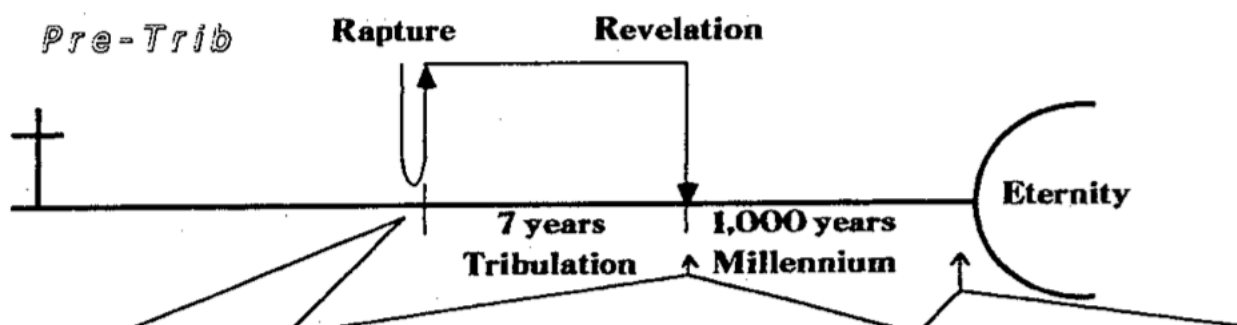 Pre-Trib
Rapture
Revelation
Eternity
7 years
1,000 years
Tribulation
Millennium